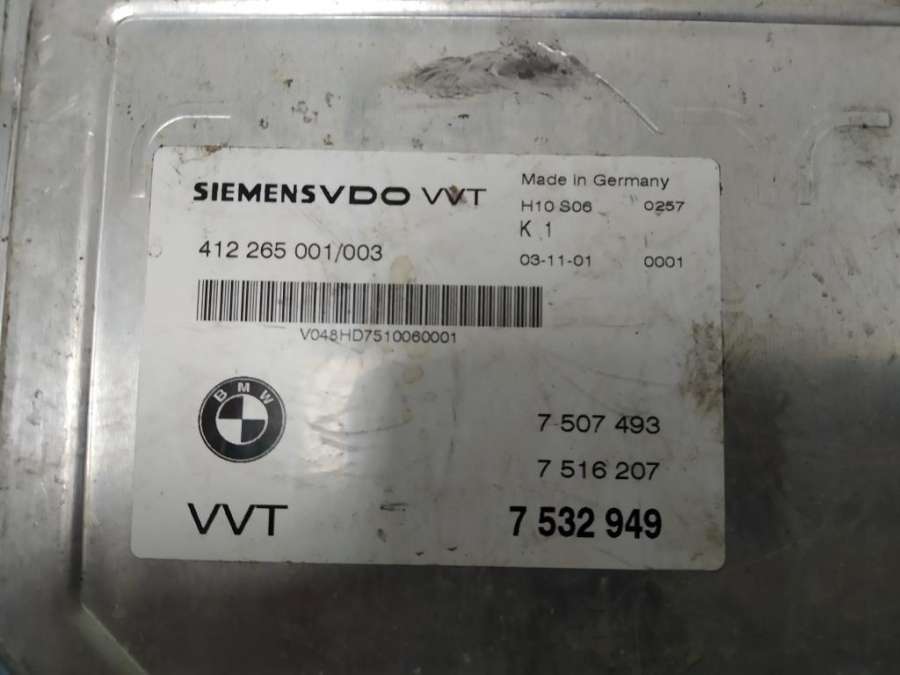 SIEMENSVDO VVT
Made in Germany
H10 S06 0257
K 1
412 265 001/003
03-11-01 0001
V048HD7510060001
BMW
7 507 493
7 516 207
VVT 7 532 949